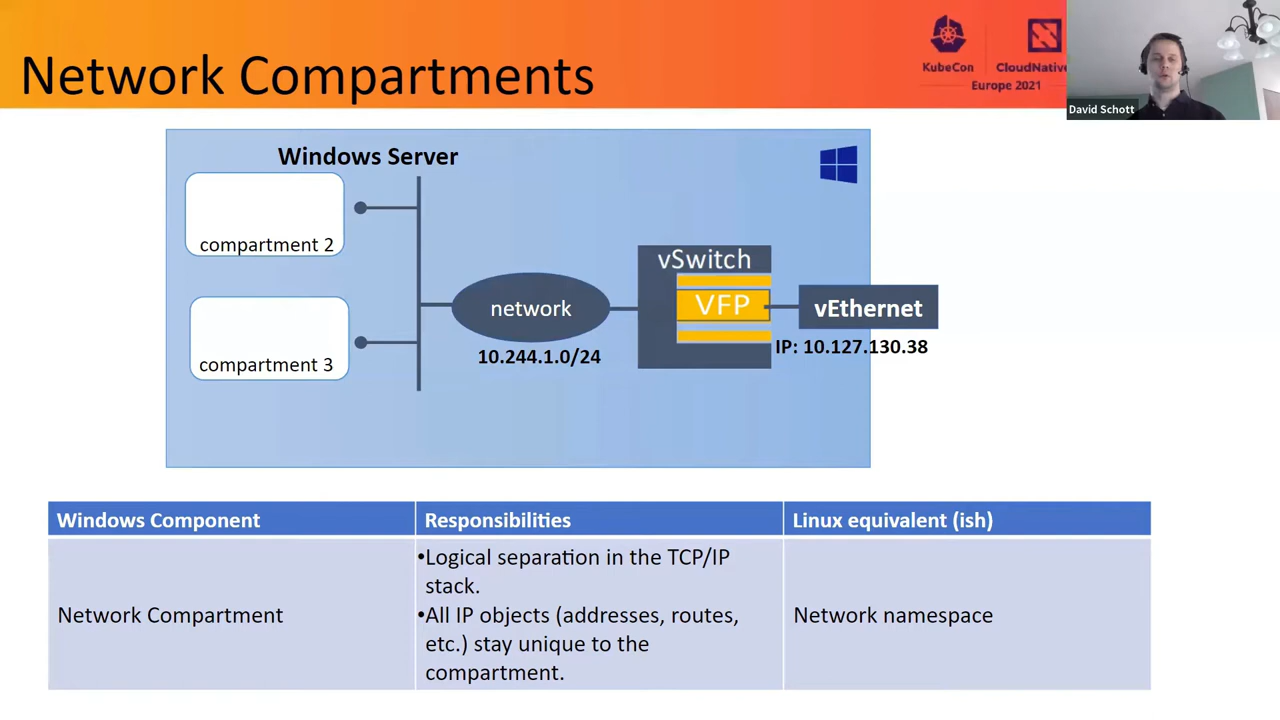 Network Compartments
KubeCon
CloudNative
Europe 2021
David Schott
Windows Server
compartment 2
compartment 3
network
10.244.1.0/24
vSwitch
VFP
vEthernet
IP: 10.127.130.38
Windows Component
Responsibilities
Linux equivalent (ish)
Network Compartment
•Logical separation in the TCP/IP
stack.
•All IP objects (addresses, routes,
etc.) stay unique to the
compartment.
Network namespace